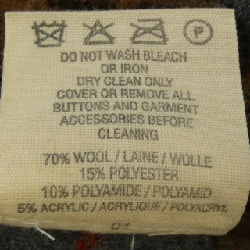 P
DO NOT WASH BLEACH
OR IRON
DRY CLEAN ONLY
COVER OR REMOVE ALL
BUTTONS AND GARMENT
ACCESSORIES BEFORE
CLEANING
70% WOOL / LAINE / WOLLE
15% POLYESTER
10% POLYAMIDE / POLYAMID
5% ACRYLIC / ACRYLIQUE / POLYACRYL